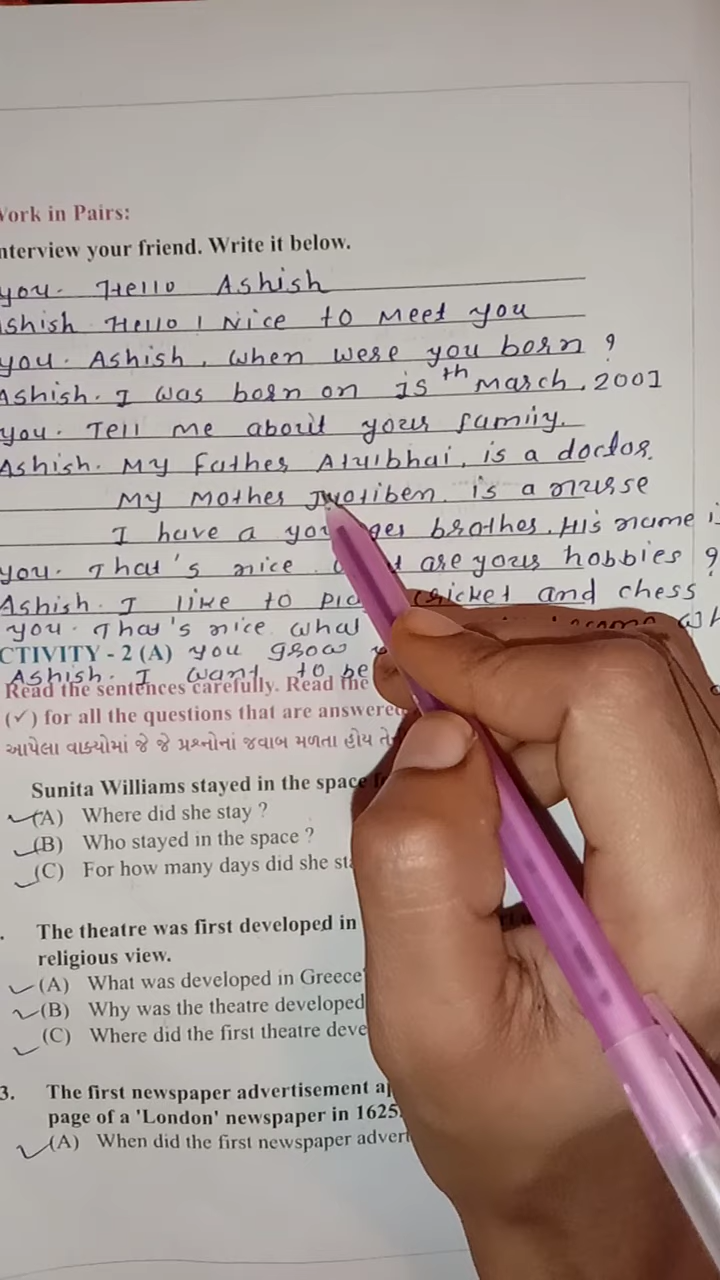 Work in Pairs:
nterview your friend. Write it below.
you. Hello Ashish
Ashish Hello! Nice to Meet you
you. Ashish, when were you born ?
Ashish. I was born on 15th March, 2001
you. Tell me about your family.
Ashish. My Father Atulbhai, is a doctor.
My Mother Jyotiben is a nurse
I have a younger brother. His name is
you. That's nice. are your hobbies ?
Ashish. I like to play cricket and chess
you. That's nice what
CTIVITY - 2 (A) you grow
Ashish. I want to be
Read the sentences carefully. Read the
(✓) for all the questions that are answered
આપેલા વાક્યોમાં જે જે પ્રશ્નોનાં જવાબ મળતા હોય તે
Sunita Williams stayed in the space
(A) Where did she stay ?
(B) Who stayed in the space ?
(C) For how many days did she
The theatre was first developed in
religious view.
(A) What was developed in Greece
(B) Why was the theatre developed
(C) Where did the first theatre
3. The first newspaper advertisement
page of a 'London' newspaper in 1625.
(A) When did the first newspaper